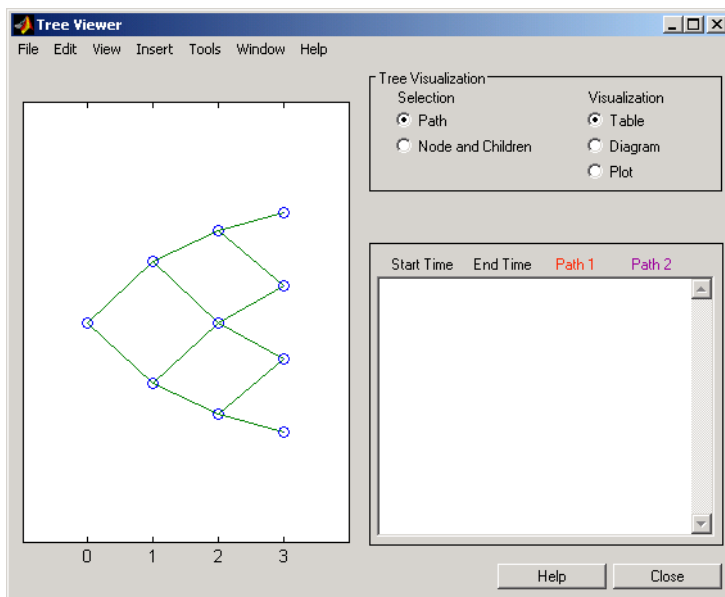 Tree Viewer
File Edit View Insert Tools Window Help
Tree Visualization
Selection Visualization
Path Table
Node and Children Diagram
Plot
Start Time End Time Path 1 Path 2
0 1 2 3
Help Close